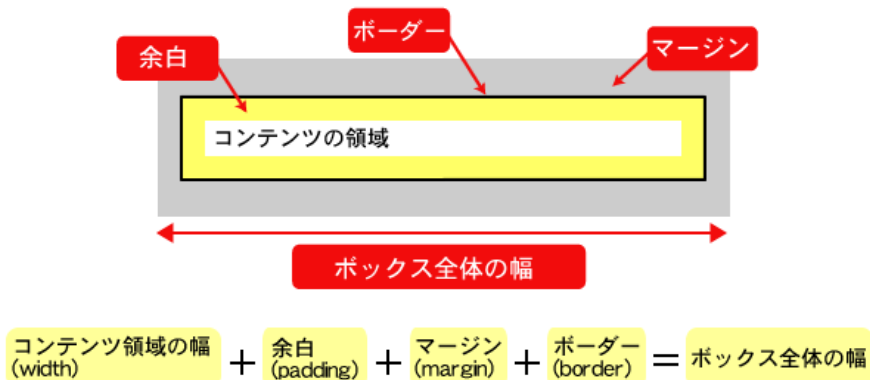 ボーダー
余白
マージン
コンテンツの領域
ボックス全体の幅
コンテンツ領域の幅
(width)
+
余白
(padding)
+
マージン
(margin)
+
ボーダー
(border)
=
ボックス全体の幅